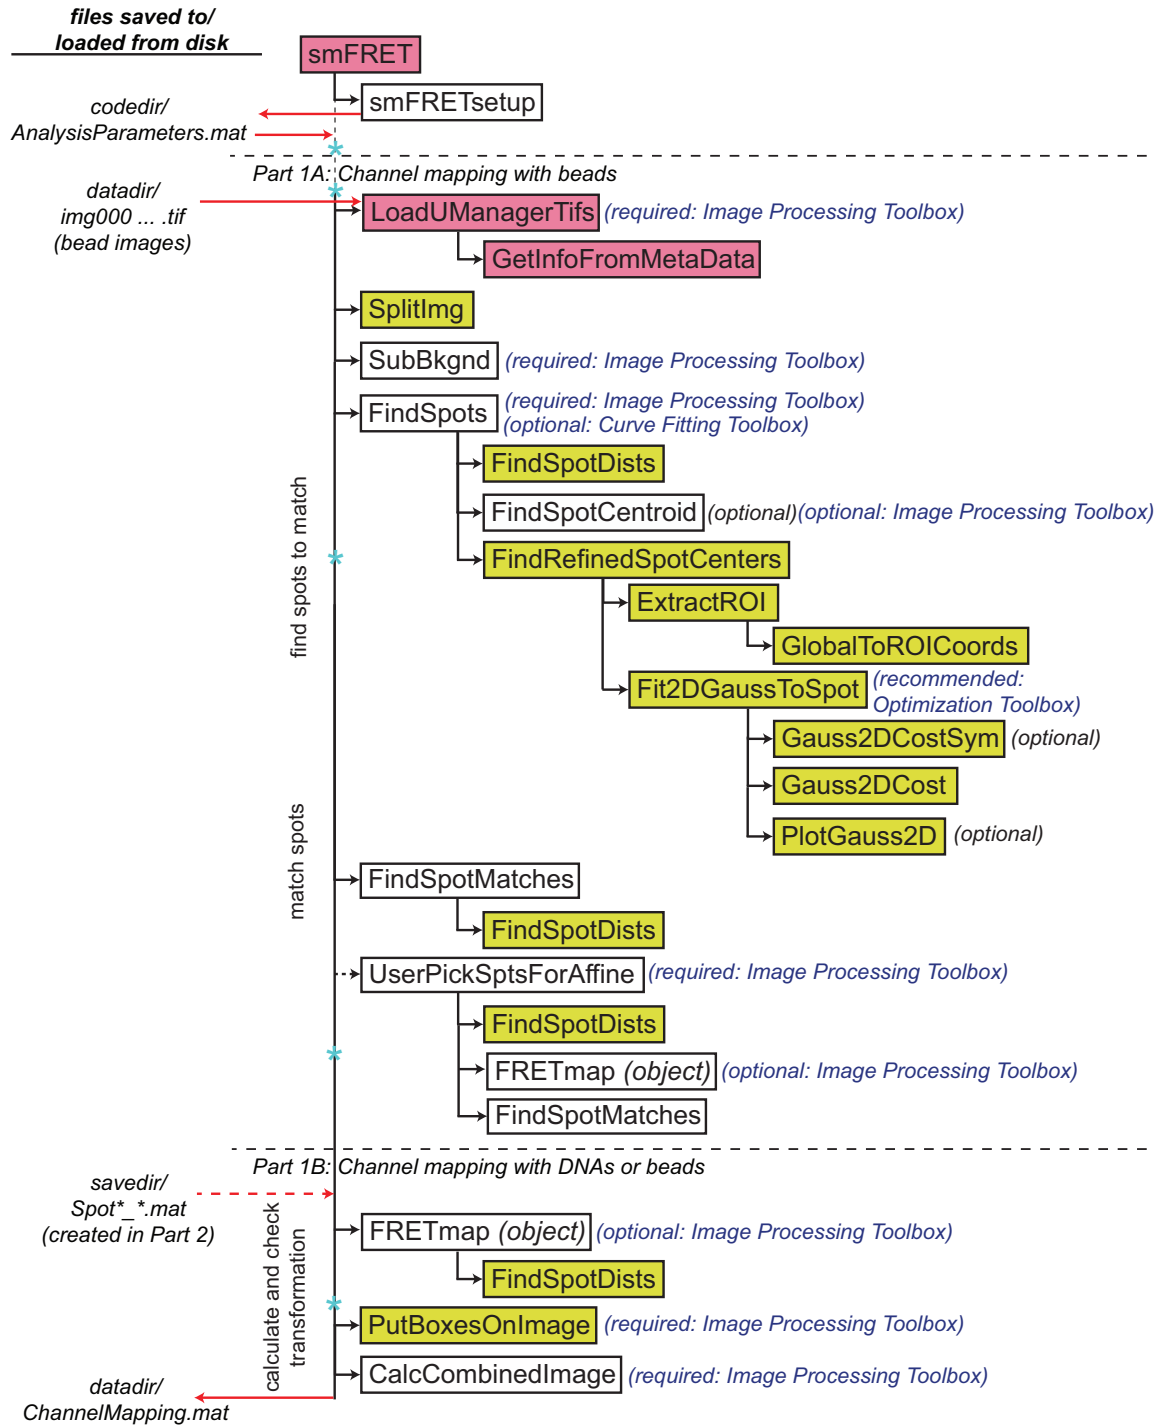 files saved to/
loaded from disk
smFRET
smFRETsetup
codedir/
AnalysisParameters.mat
*
Part 1A: Channel mapping with beads
*
datadir/
img000 ... .tif
(bead images)
LoadUManagerTifs (required: Image Processing Toolbox)
GetInfoFromMetaData
SplitImg
SubBkgnd (required: Image Processing Toolbox)
FindSpots (required: Image Processing Toolbox)
(optional: Curve Fitting Toolbox)
FindSpotDists
FindSpotCentroid (optional) (optional: Image Processing Toolbox)
find spots to match
*
FindRefinedSpotCenters
ExtractROI
GlobalToROICoords
Fit2DGaussToSpot (recommended:
Optimization Toolbox)
Gauss2DCostSym (optional)
Gauss2DCost
PlotGauss2D (optional)
match spots
FindSpotMatches
FindSpotDists
UserPickSptsForAffine (required: Image Processing Toolbox)
FindSpotDists
*
FRETmap (object) (optional: Image Processing Toolbox)
FindSpotMatches
Part 1B: Channel mapping with DNAs or beads
savedir/
Spot*_*.mat
(created in Part 2)
calculate and check
transformation
FRETmap (object) (optional: Image Processing Toolbox)
FindSpotDists
*
PutBoxesOnImage (required: Image Processing Toolbox)
CalcCombinedImage (required: Image Processing Toolbox)
datadir/
ChannelMapping.mat